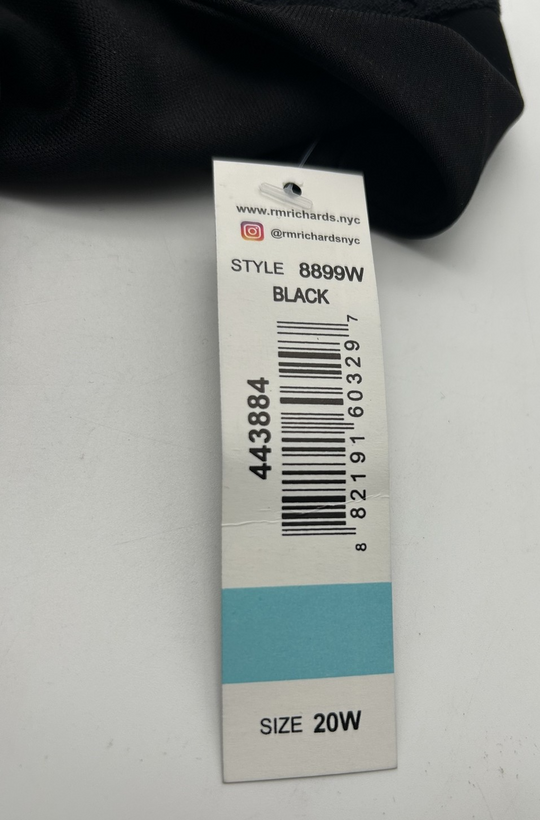 www.rmrichards.nyc
@rmrichardsnyc
STYLE 8899W
BLACK
443884
8 82191 60329 7
SIZE 20W